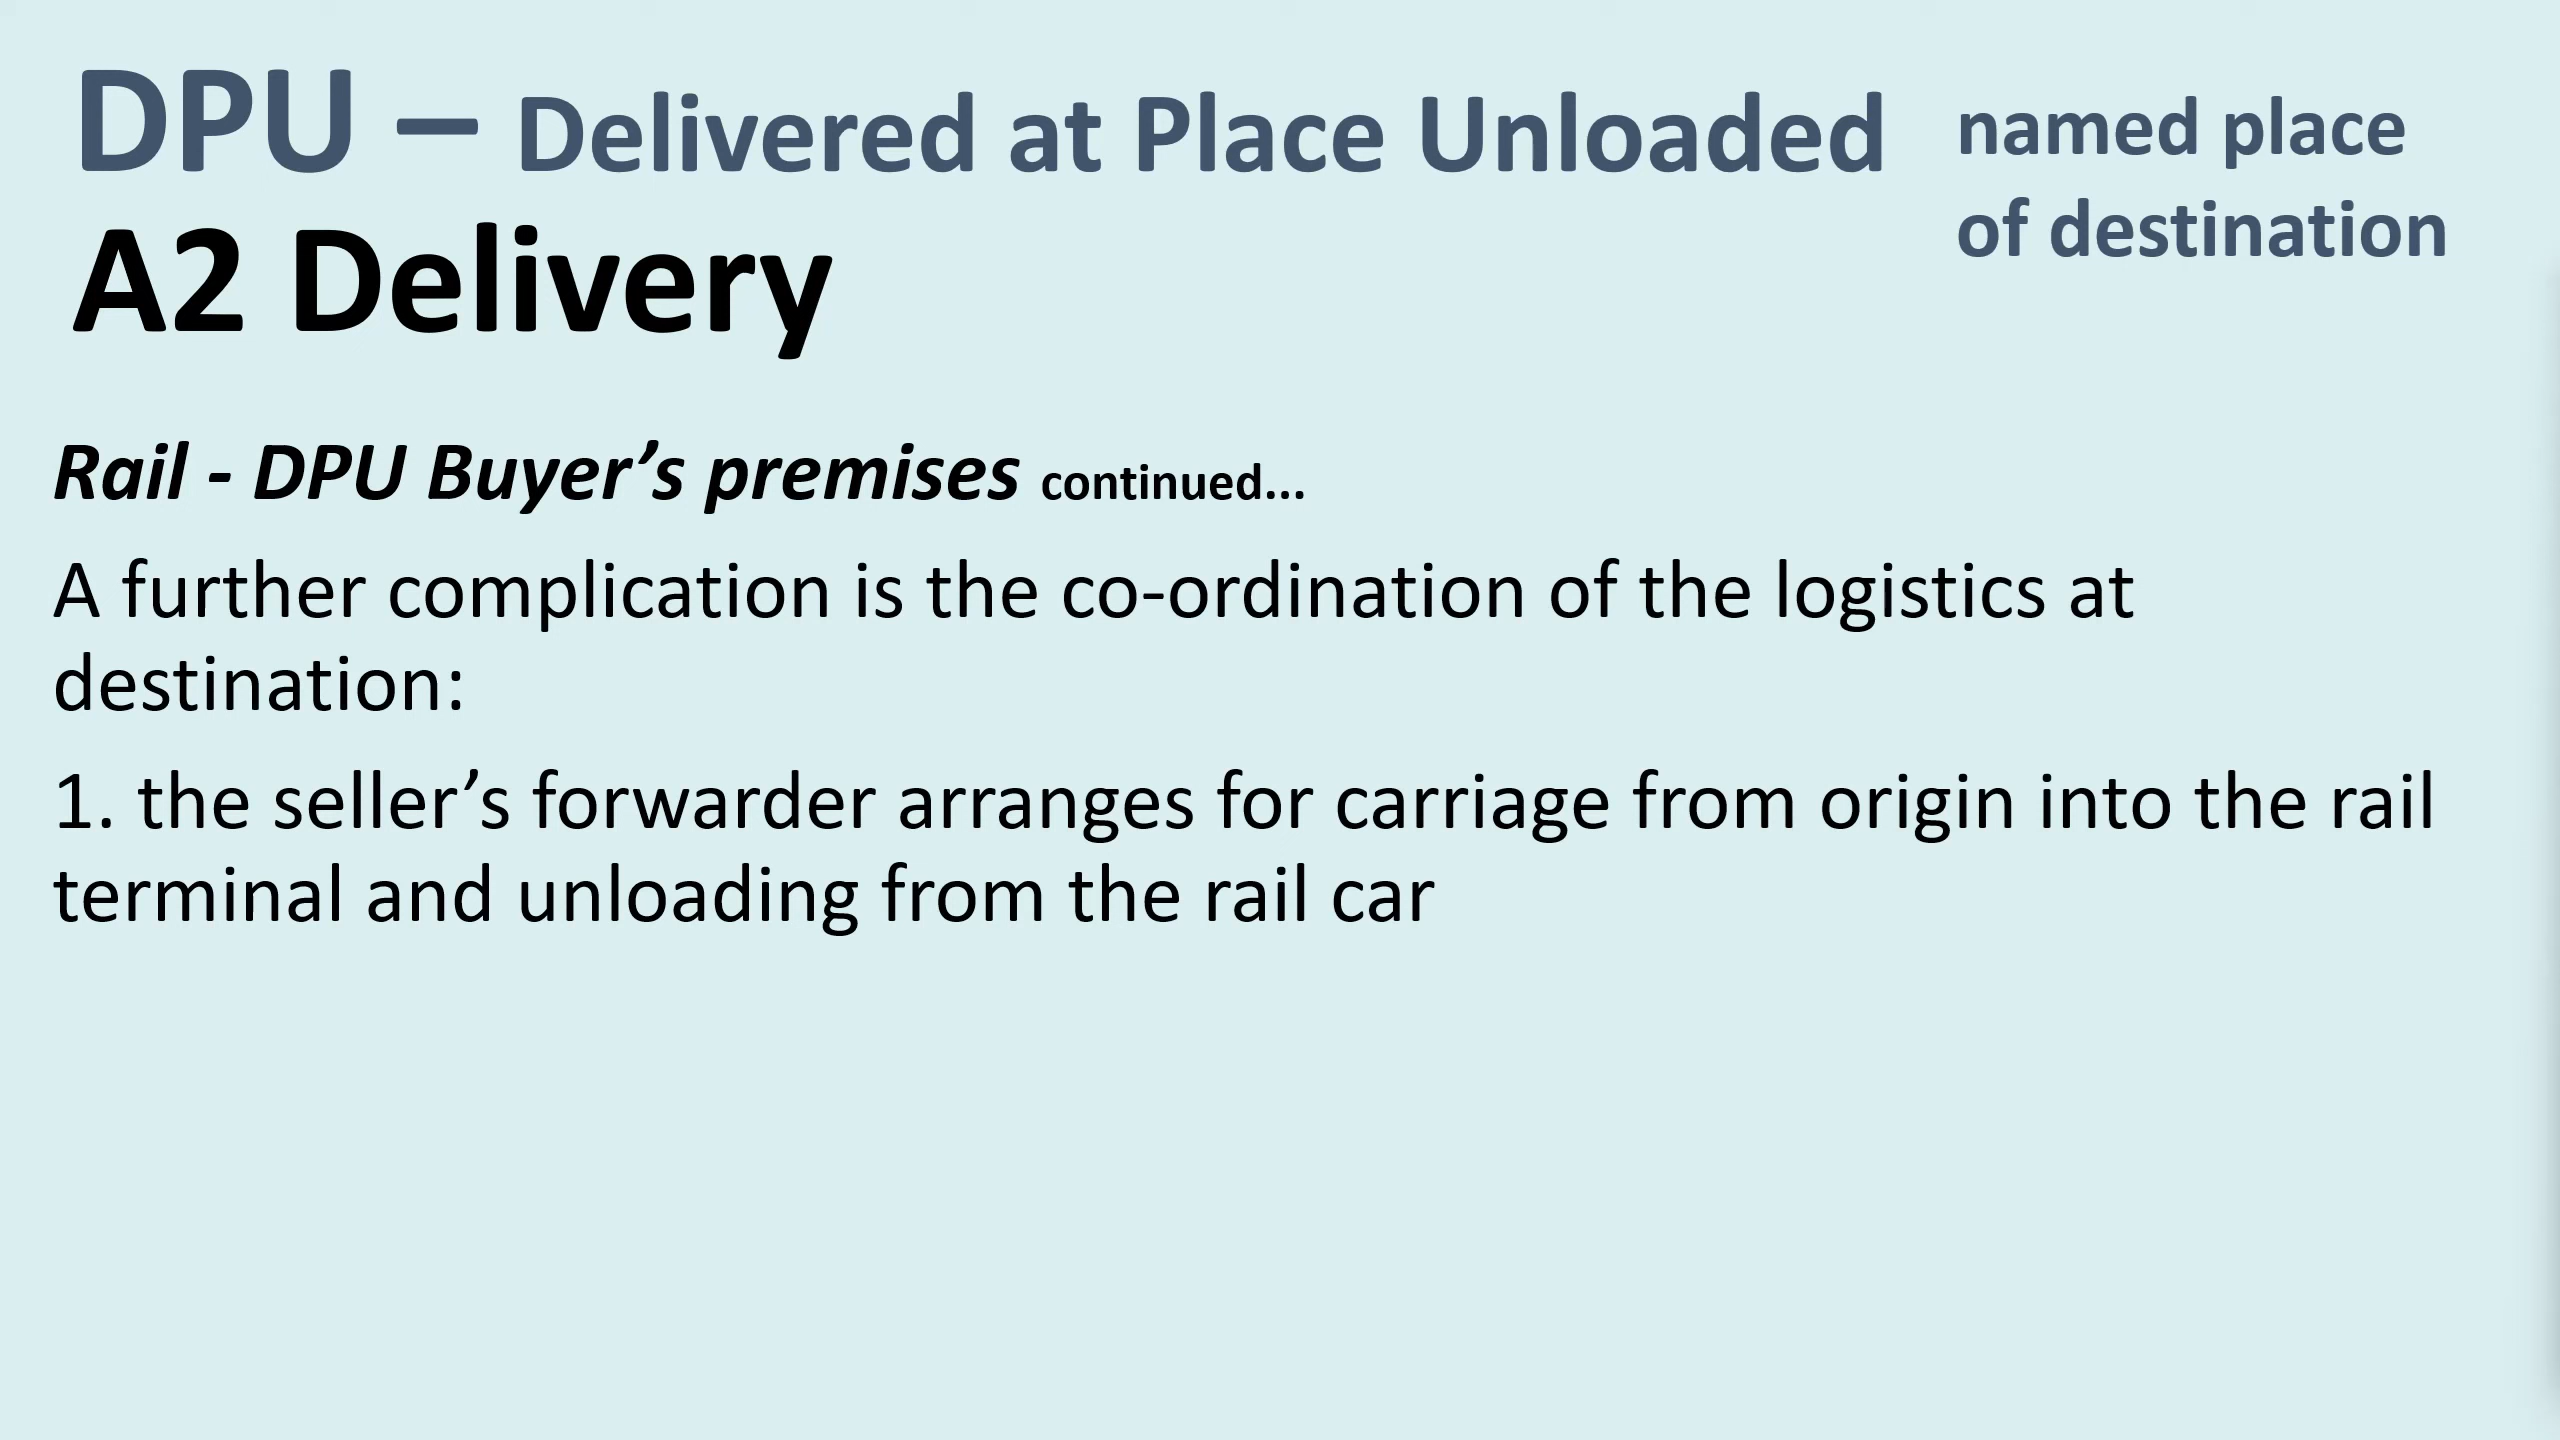 DPU – Delivered at Place Unloaded
named place
of destination
A2 Delivery
Rail - DPU Buyer’s premises continued...
A further complication is the co-ordination of the logistics at
destination:
1. the seller’s forwarder arranges for carriage from origin into the rail
terminal and unloading from the rail car